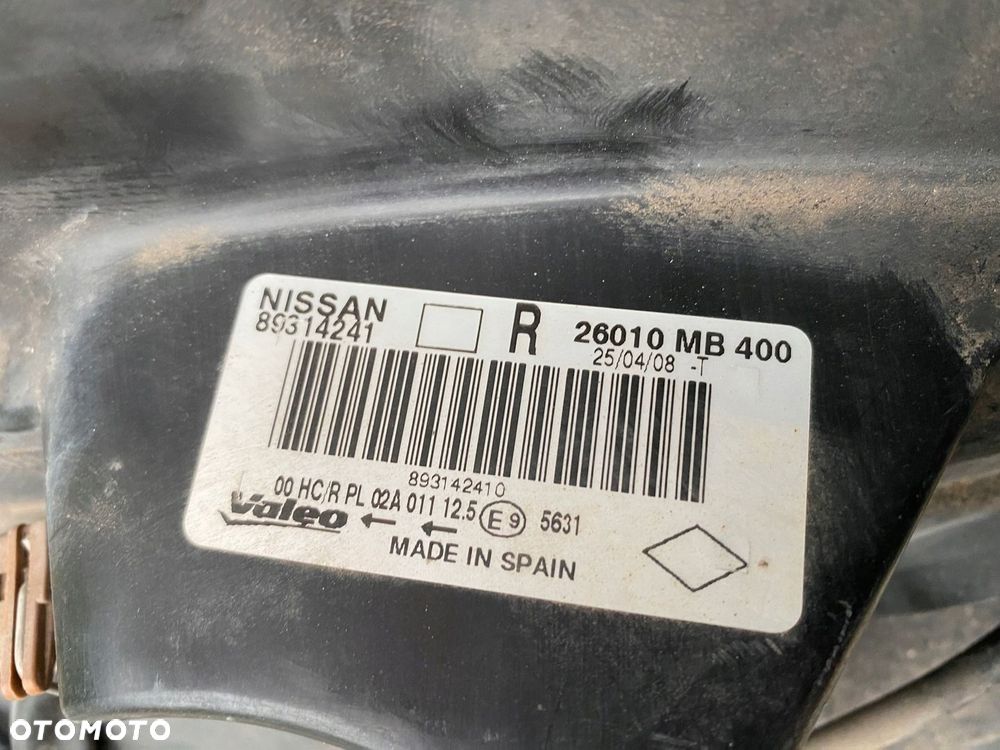 NISSAN R 26010 MB 400
89314241 25/04/08 -T
893142410
00 HC/R PL 02A 011 12.5 E9 5631
Valeo
MADE IN SPAIN
OTOMOTO